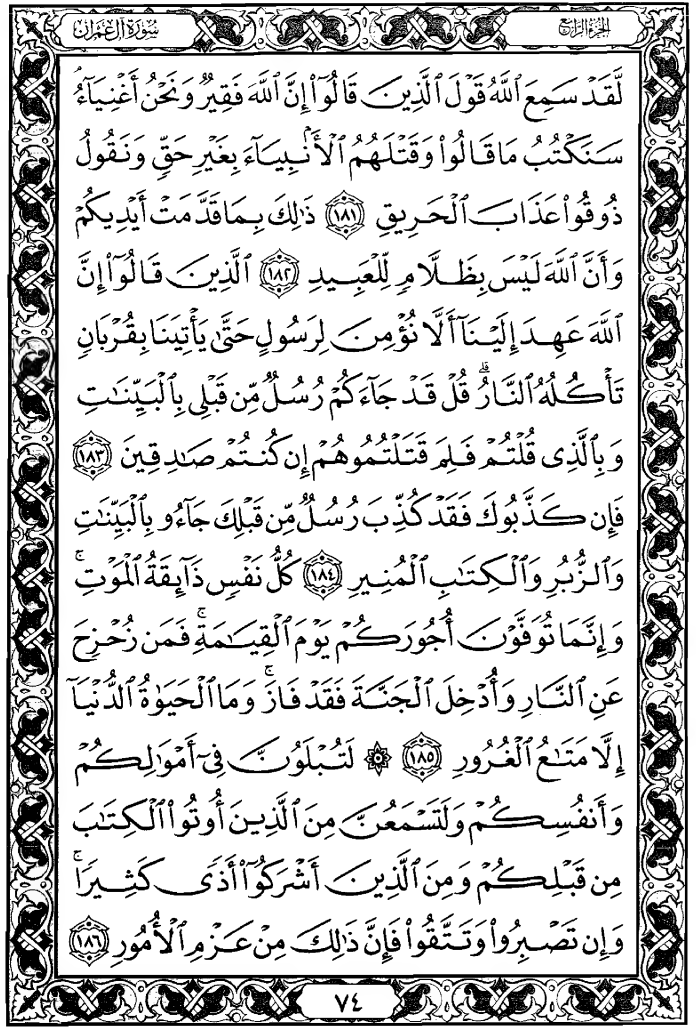 سورة آل عمران
الجزء الرابع
لَّقَدْ سَمِعَ ٱللَّهُ قَوْلَ ٱلَّذِينَ قَالُوٓا۟ إِنَّ ٱللَّهَ فَقِيرٌ وَنَحْنُ أَغْنِيَآءُ
سَنَكْتُبُ مَا قَالُوا۟ وَقَتْلَهُمُ ٱلْأَنۢبِيَآءَ بِغَيْرِ حَقٍّ وَنَقُولُ
ذُوقُوا۟ عَذَابَ ٱلْحَرِيقِ ١٨١ ذَٰلِكَ بِمَا قَدَّمَتْ أَيْدِيكُمْ
وَأَنَّ ٱللَّهَ لَيْسَ بِظَلَّامٍ لِّلْعَبِيدِ ١٨٢ ٱلَّذِينَ قَالُوٓا۟ إِنَّ
ٱللَّهَ عَهِدَ إِلَيْنَآ أَلَّا نُؤْمِنَ لِرَسُولٍ حَتَّىٰ يَأْتِيَنَا بِقُرْبَانٍ
تَأْكُلُهُ ٱلنَّارُ ۗ قُلْ قَدْ جَآءَكُمْ رُسُلٌ مِّن قَبْلِى بِٱلْبَيِّنَٰتِ
وَبِٱلَّذِى قُلْتُمْ فَلِمَ قَتَلْتُمُوهُمْ إِن كُنتُمْ صَٰدِقِينَ ١٨٣
فَإِن كَذَّبُوكَ فَقَدْ كُذِّبَ رُسُلٌ مِّن قَبْلِكَ جَآءُو بِٱلْبَيِّنَٰتِ
وَٱلزُّبُرِ وَٱلْكِتَٰبِ ٱلْمُنِيرِ ١٨٤ كُلُّ نَفْسٍ ذَآئِقَةُ ٱلْمَوْتِ ۗ
وَإِنَّمَا تُوَفَّوْنَ أُجُورَكُمْ يَوْمَ ٱلْقِيَٰمَةِ ۖ فَمَن زُحْزِحَ
عَنِ ٱلنَّارِ وَأُدْخِلَ ٱلْجَنَّةَ فَقَدْ فَازَ ۗ وَمَا ٱلْحَيَوٰةُ ٱلدُّنْيَآ
إِلَّا مَتَٰعُ ٱلْغُرُورِ ١٨٥ ۞ لَتُبْلَوُنَّ فِىٓ أَمْوَٰلِكُمْ
وَأَنفُسِكُمْ وَلَتَسْمَعُنَّ مِنَ ٱلَّذِينَ أُوتُوا۟ ٱلْكِتَٰبَ
مِن قَبْلِكُمْ وَمِنَ ٱلَّذِينَ أَشْرَكُوٓا۟ أَذًى كَثِيرًا ۚ
وَإِن تَصْبِرُوا۟ وَتَتَّقُوا۟ فَإِنَّ ذَٰلِكَ مِنْ عَزْمِ ٱلْأُمُورِ ١٨٦
٧٤